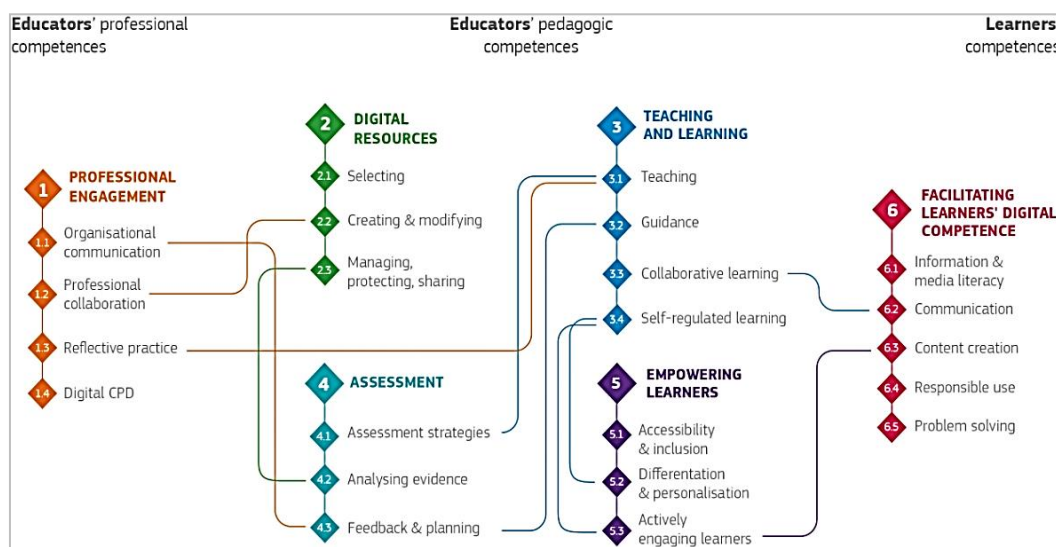 Educators' professional
competences
Educators' pedagogic
competences
Learners
competences
1
PROFESSIONAL
ENGAGEMENT
1.1
Organisational
communication
1.2
Professional
collaboration
1.3
Reflective practice
1.4
Digital CPD
2
DIGITAL
RESOURCES
2.1
Selecting
2.2
Creating & modifying
2.3
Managing,
protecting, sharing
4
ASSESSMENT
4.1
Assessment strategies
4.2
Analysing evidence
4.3
Feedback & planning
3
TEACHING
AND LEARNING
3.1
Teaching
3.2
Guidance
3.3
Collaborative learning
3.4
Self-regulated learning
5
EMPOWERING
LEARNERS
5.1
Accessibility
& inclusion
5.2
Differentation
& personalisation
5.3
Actively
engaging learners
6
FACILITATING
LEARNERS' DIGITAL
COMPETENCE
6.1
Information &
media literacy
6.2
Communication
6.3
Content creation
6.4
Responsible use
6.5
Problem solving